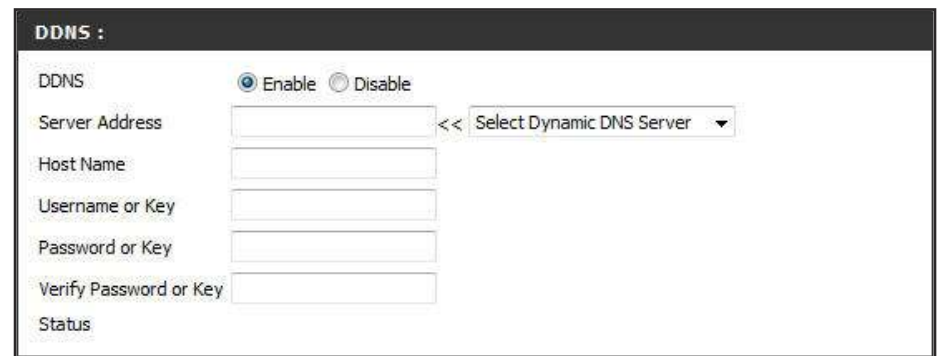 DDNS :
DDNS Enable Disable
Server Address << Select Dynamic DNS Server
Host Name
Username or Key
Password or Key
Verify Password or Key
Status